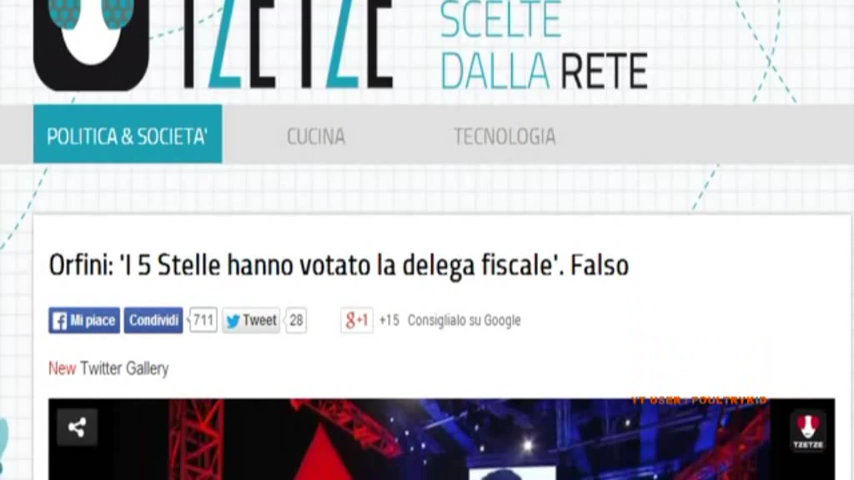 TZETZE
SCELTE
DALLA RETE
POLITICA & SOCIETA' CUCINA TECNOLOGIA
Orfini: 'I 5 Stelle hanno votato la delega fiscale'. Falso
Mi piace Condividi 711 Tweet 28 g+1 +15 Consiglialo su Google
New Twitter Gallery
TZETZE